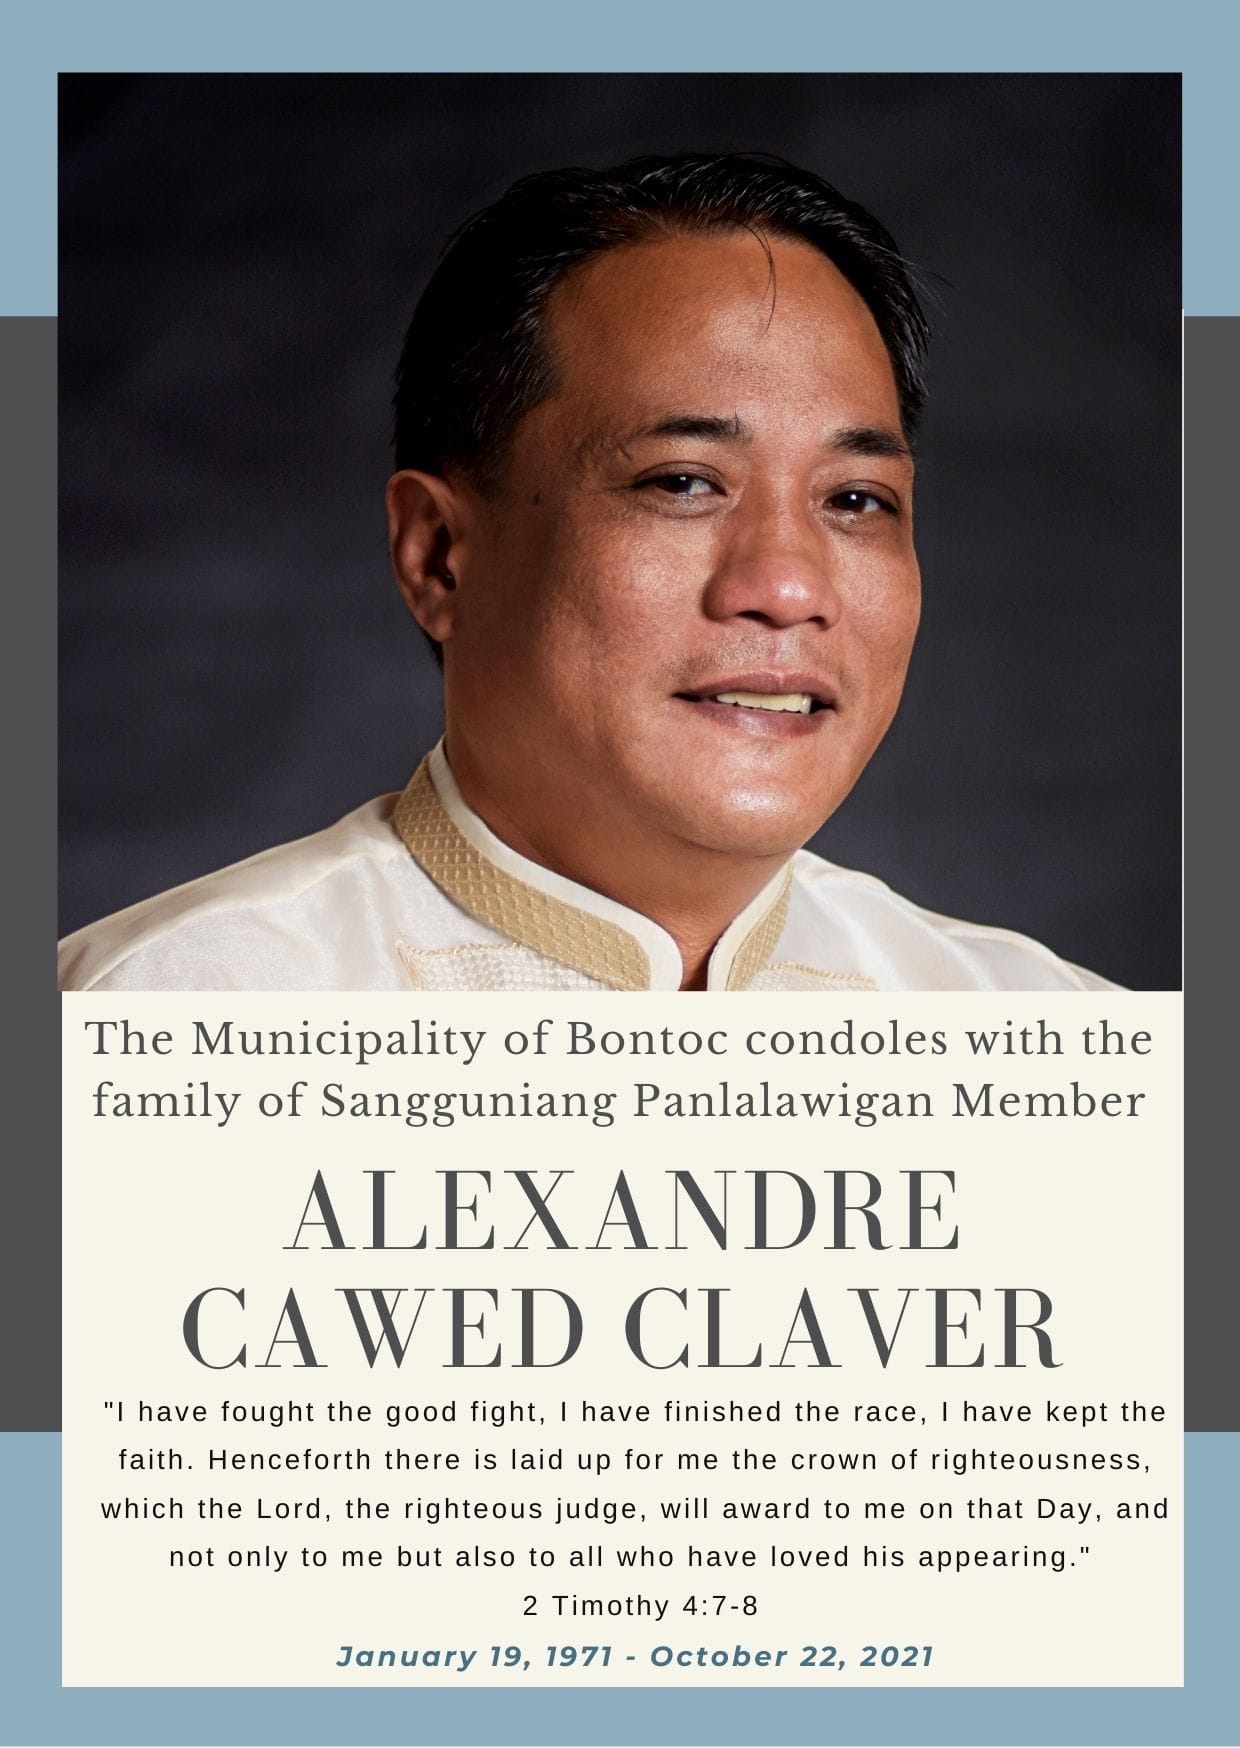 The Municipality of Bontoc condoles with the
family of Sangguniang Panlalawigan Member
ALEXANDRE
CAWED CLAVER
"I have fought the good fight, I have finished the race, I have kept the
faith. Henceforth there is laid up for me the crown of righteousness,
which the Lord, the righteous judge, will award to me on that Day, and
not only to me but also to all who have loved his appearing."
2 Timothy 4:7-8
January 19, 1971 - October 22, 2021